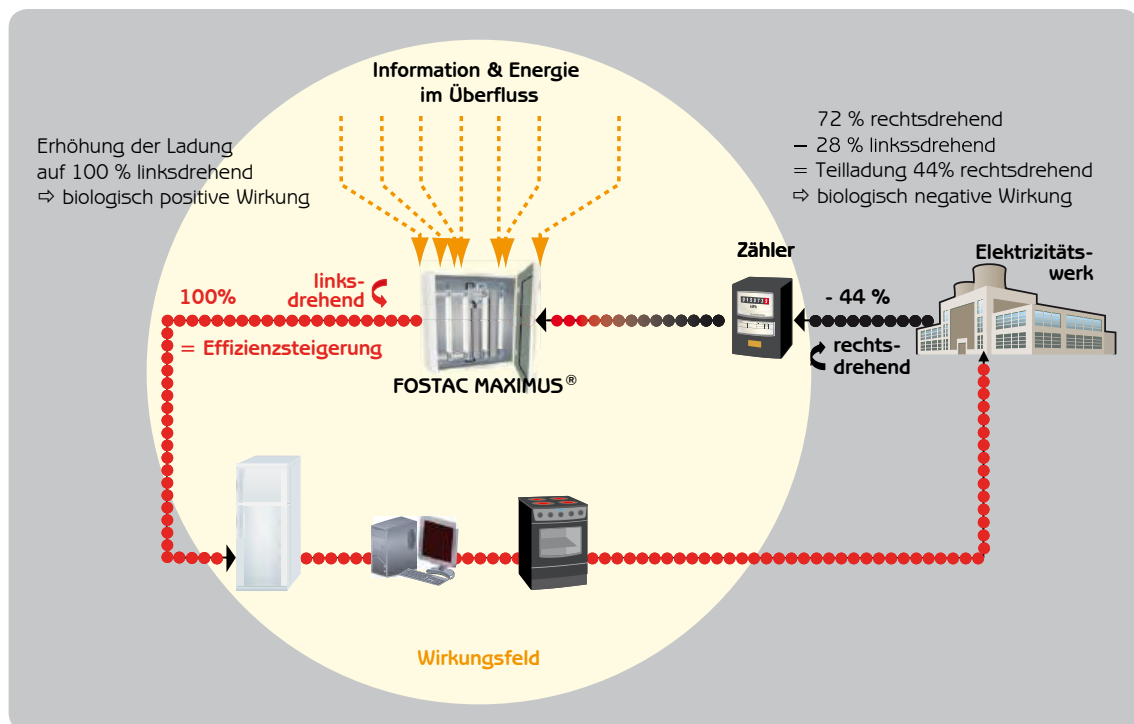 Information & Energie
im Überfluss
Erhöhung der Ladung
auf 100 % linksdrehend
⇨ biologisch positive Wirkung
72 % rechtsdrehend
– 28 % linkssdrehend
= Teilladung 44% rechtsdrehend
⇨ biologisch negative Wirkung
links-
drehend
100%
= Effizienzsteigerung
FOSTAC MAXIMUS®
Zähler
- 44 %
rechts-
drehend
Elektrizitäts-
werk
Wirkungsfeld